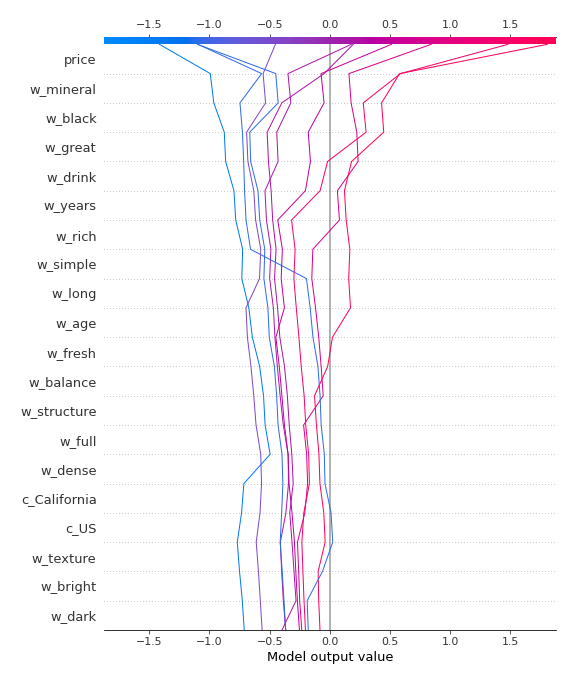 −1.5 −1.0 −0.5 0.0 0.5 1.0 1.5
price
w_mineral
w_black
w_great
w_drink
w_years
w_rich
w_simple
w_long
w_age
w_fresh
w_balance
w_structure
w_full
w_dense
c_California
c_US
w_texture
w_bright
w_dark
−1.5 −1.0 −0.5 0.0 0.5 1.0 1.5
Model output value